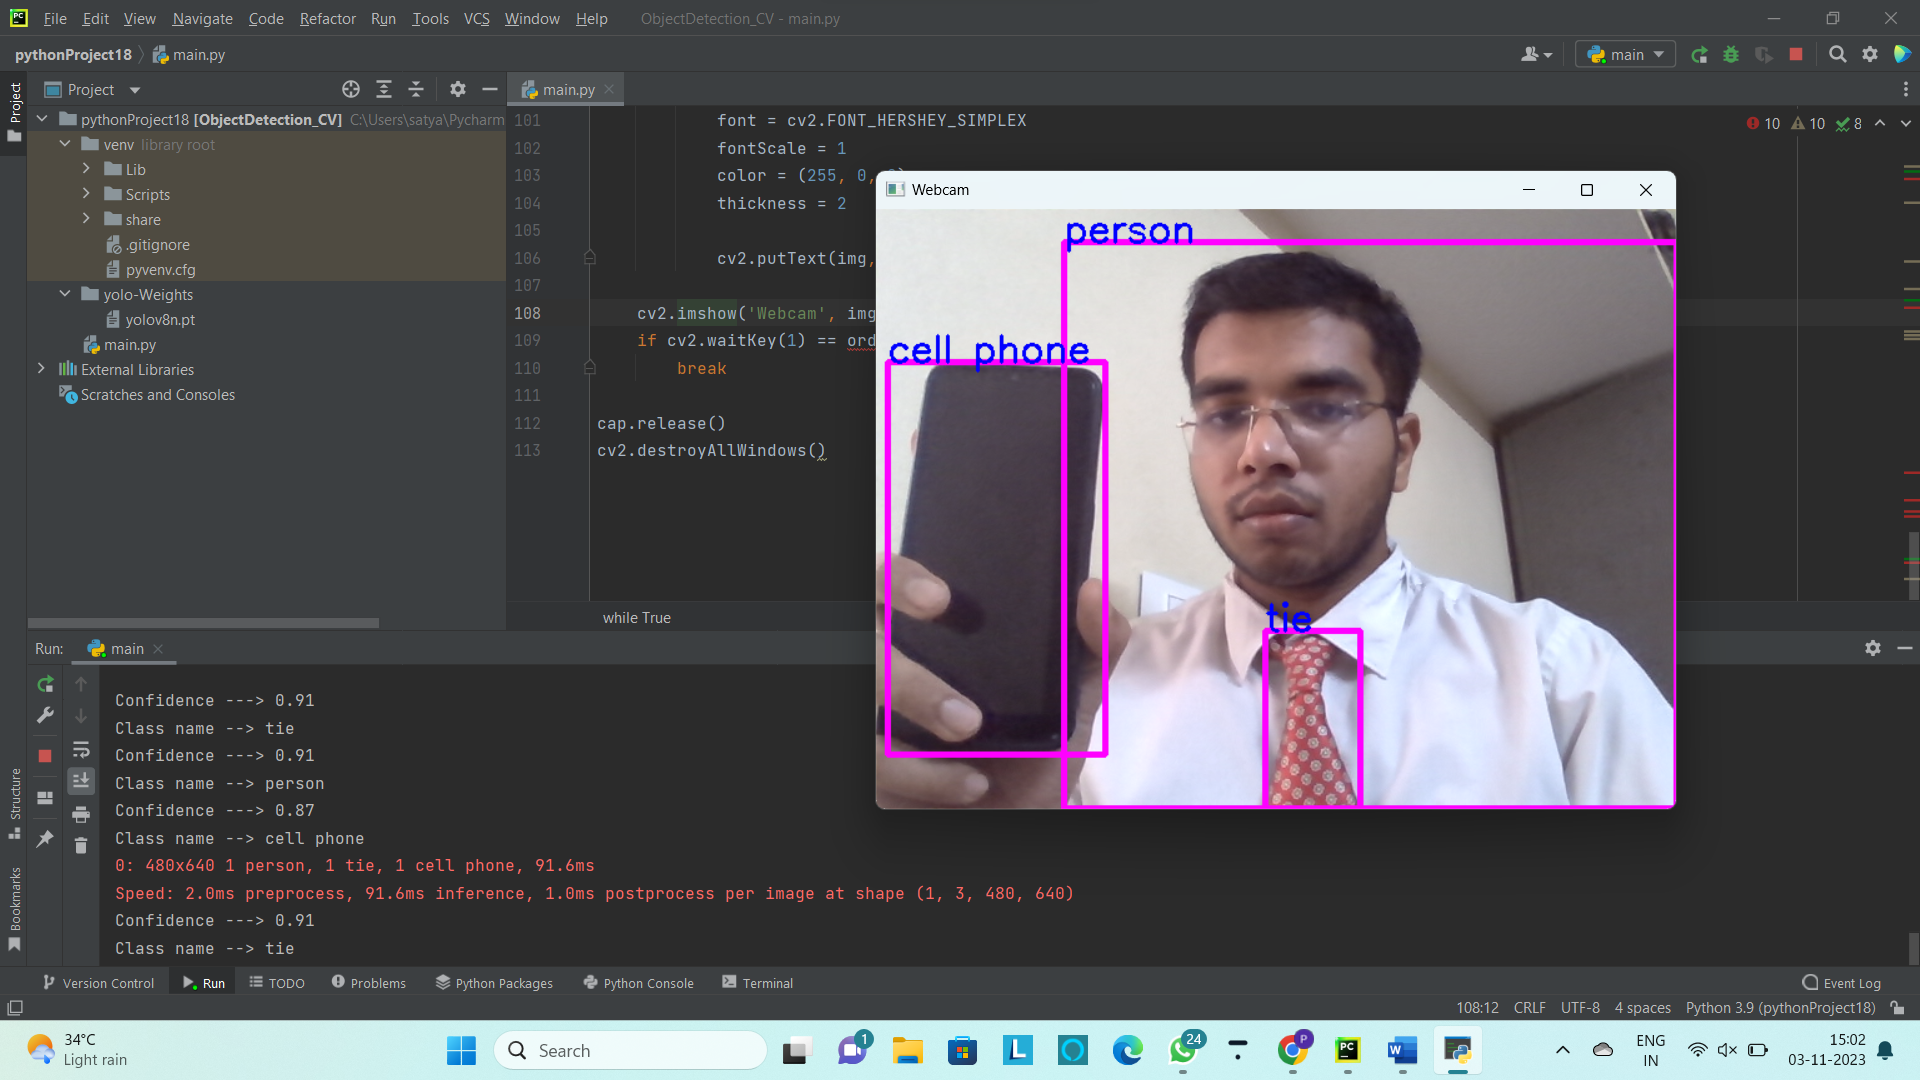 File Edit View Navigate Code Refactor Run Tools VCS Window Help ObjectDetection_CV - main.py
pythonProject18 main.py
main
Project
Project
main.py
pythonProject18 [ObjectDetection_CV] C:\Users\satya\Pycharm
venv library root
Lib
Scripts
share
.gitignore
pyvenv.cfg
yolo-Weights
yolov8n.pt
main.py
External Libraries
Scratches and Consoles
10 10 8
101 font = cv2.FONT_HERSHEY_SIMPLEX
102 fontScale = 1
103 color = (255, 0,
104 thickness = 2
105
106 cv2.putText(img,
107
108 cv2.imshow('Webcam', img
109 if cv2.waitKey(1) == ord
110 break
111
112 cap.release()
113 cv2.destroyAllWindows()
while True
Webcam
person
cell phone
tie
Run: main
Confidence ---> 0.91
Class name --> tie
Confidence ---> 0.91
Class name --> person
Confidence ---> 0.87
Class name --> cell phone
0: 480x640 1 person, 1 tie, 1 cell phone, 91.6ms
Speed: 2.0ms preprocess, 91.6ms inference, 1.0ms postprocess per image at shape (1, 3, 480, 640)
Confidence ---> 0.91
Class name --> tie
Structure
Bookmarks
Version Control Run TODO Problems Python Packages Python Console Terminal Event Log
108:12 CRLF UTF-8 4 spaces Python 3.9 (pythonProject18)
34°C
Light rain
Search
1
24
P
PC
ENG
IN
15:02
03-11-2023